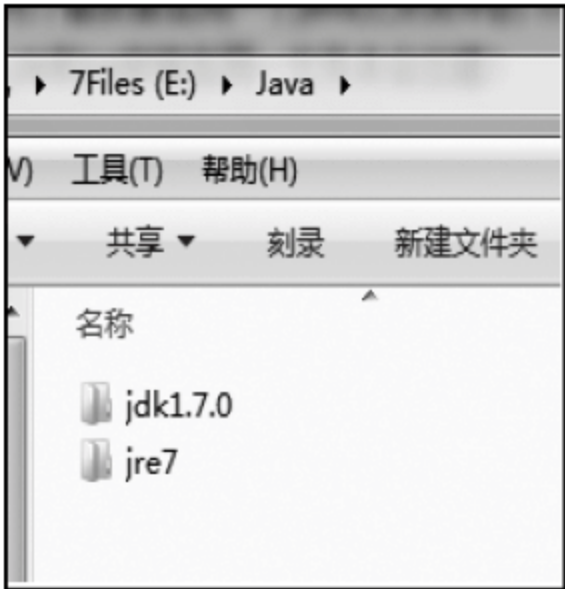 7Files (E:) ▸ Java ▸
V) 工具(T) 帮助(H)
共享 刻录 新建文件夹
名称
jdk1.7.0
jre7